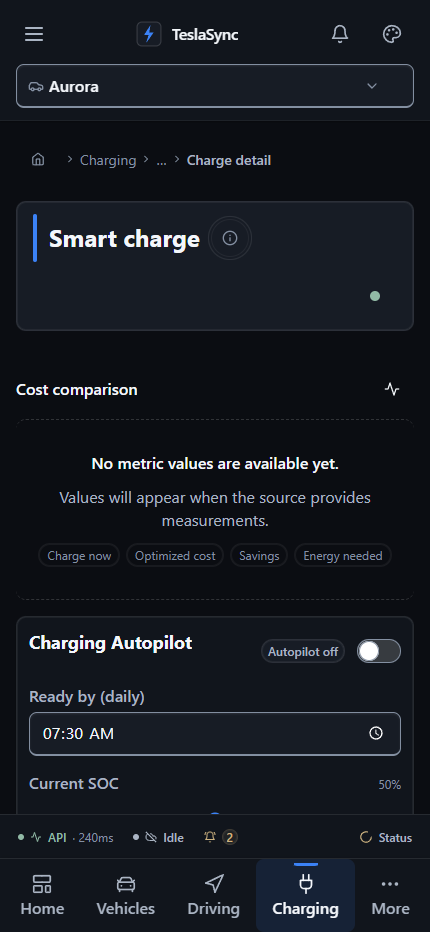 TeslaSync
Aurora
Charging ... Charge detail
Smart charge
Cost comparison
No metric values are available yet.
Values will appear when the source provides
measurements.
Charge now Optimized cost Savings Energy needed
Charging Autopilot
Autopilot off
Ready by (daily)
07:30 AM
Current SOC 50%
API · 240ms Idle 2 Status
Home Vehicles Driving Charging More